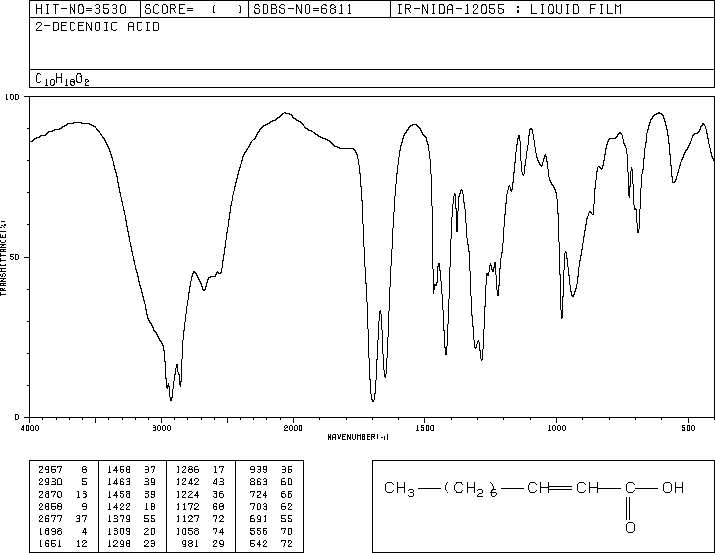 HIT-NO=3530 SCORE= ( ) SDBS-NO=6811 IR-NIDA-12055 : LIQUID FILM
2-DECENOIC ACID
C10H18O2
100
TRANSMITTANCE(%)
50
0
4000 3000 2000 1500 1000 500
WAVENUMBER(-1)
2957 6 1468 37 1286 17 939 35
2930 5 1463 39 1242 43 863 60
2870 13 1458 39 1224 36 724 66
2858 9 1422 18 1172 68 703 62
2677 37 1379 55 1127 72 691 55
1698 4 1309 20 1058 74 556 70
1651 12 1298 23 981 29 542 72
CH3—(CH2)6—CH=CH—C—OH
O